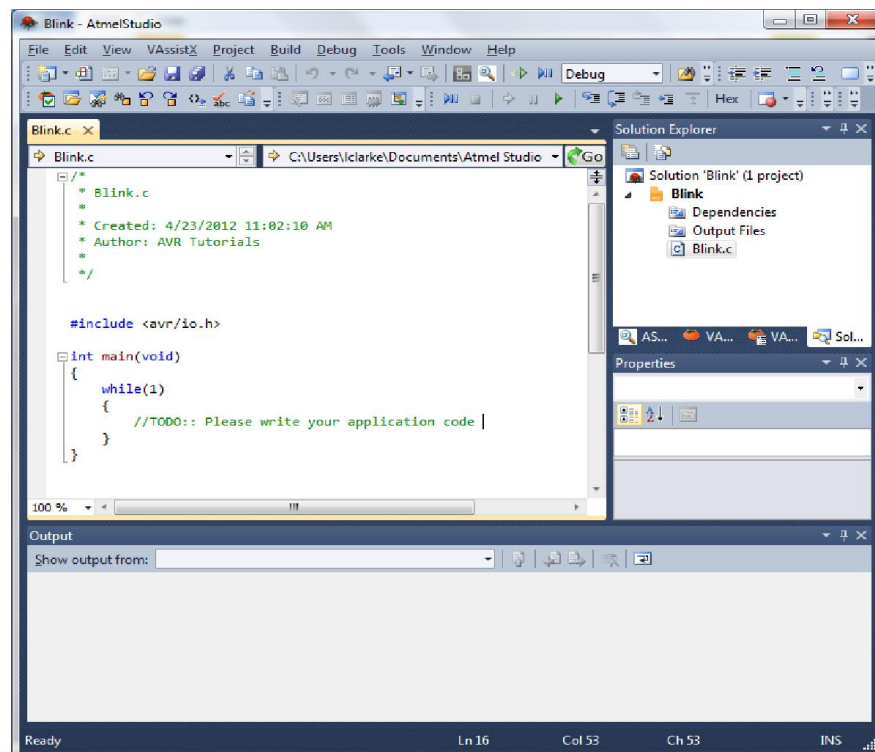 Blink - AtmelStudio
File Edit View VAssistX Project Build Debug Tools Window Help
Debug
Hex
Blink.c
Blink.c C:\Users\lclarke\Documents\Atmel Studio Go
/*
* Blink.c
*
* Created: 4/23/2012 11:02:10 AM
* Author: AVR Tutorials
*
*/
#include <avr/io.h>
int main(void)
{
while(1)
{
//TODO:: Please write your application code
}
}
100 %
Solution Explorer
Solution 'Blink' (1 project)
Blink
Dependencies
Output Files
Blink.c
AS... VA... VA... Sol...
Properties
Output
Show output from:
Ready Ln 16 Col 53 Ch 53 INS